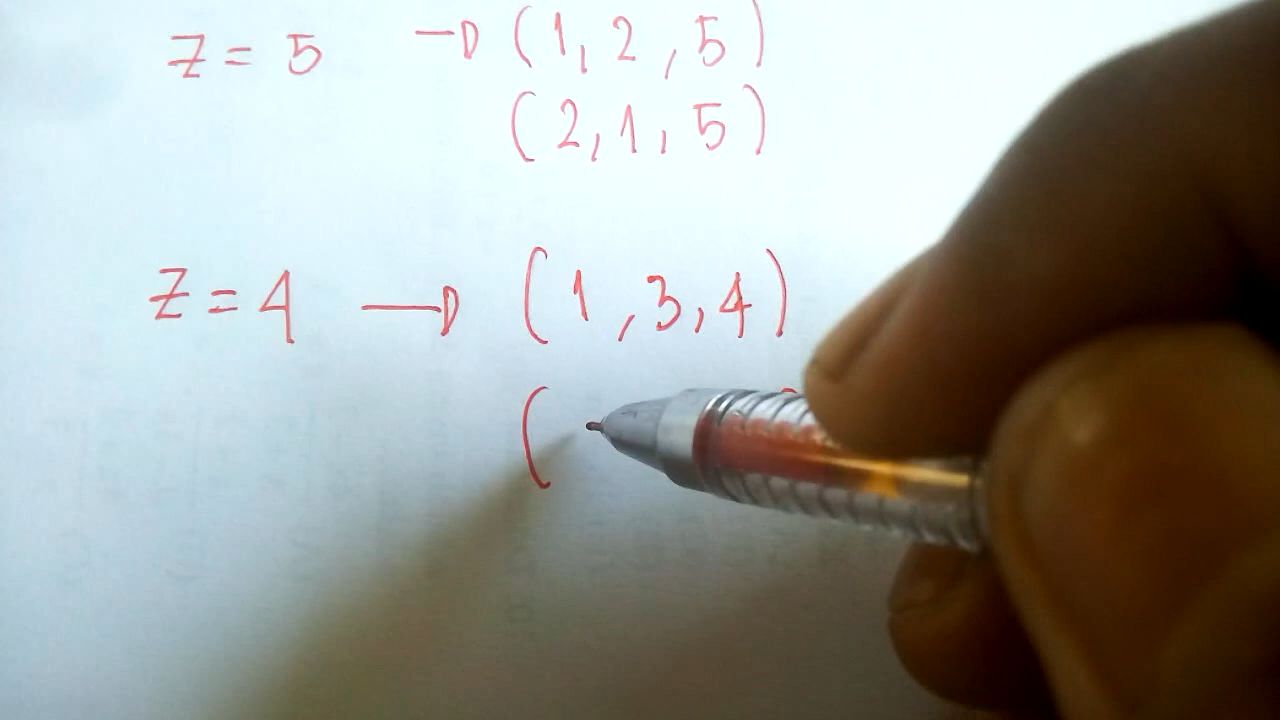 z = 5 → (1, 2, 5)
(2, 1, 5)
z = 4 → (1, 3, 4)
(